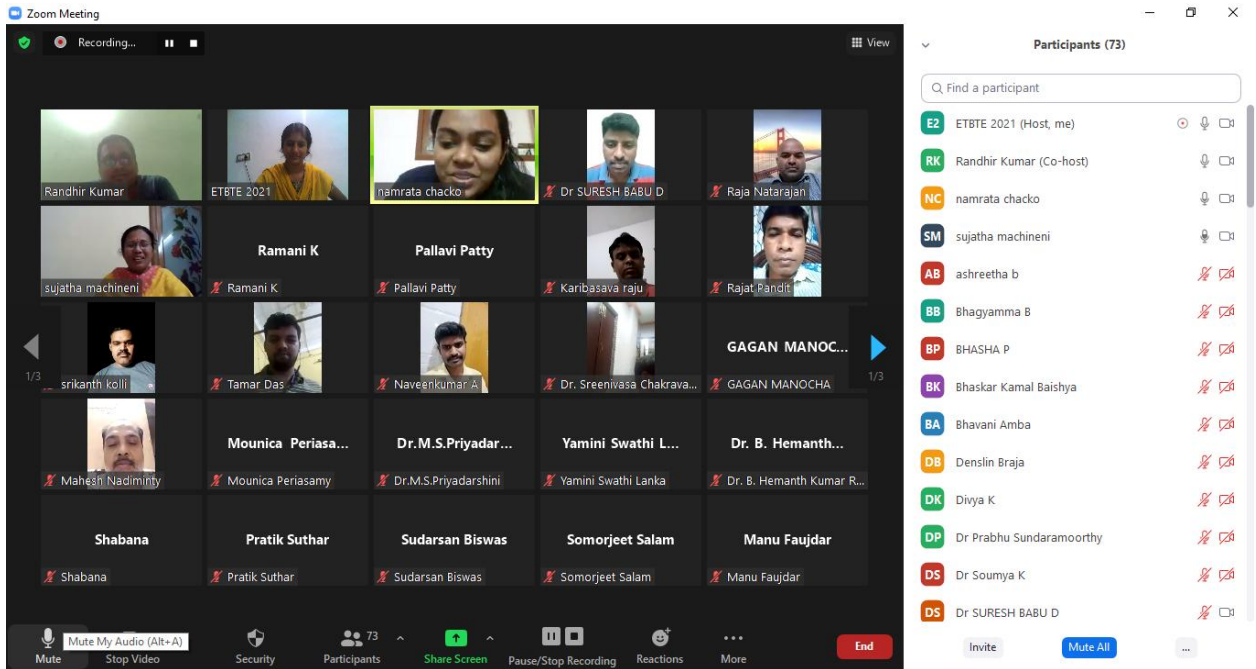 Zoom Meeting
Recording...
View
Randhir Kumar
ETBTE 2021
namrata chacko
Dr SURESH BABU D
Raja Natarajan
sujatha machineni
Ramani K
Ramani K
Pallavi Patty
Pallavi Patty
Karibasava raju
Rajat Pandit
1/3
srikanth kolli
Tamar Das
Naveenkumar A
Dr. Sreenivasa Chakrava...
GAGAN MANOC...
GAGAN MANOCHA
1/3
Mahesh Nadiminty
Mounica Periasa...
Mounica Periasamy
Dr.M.S.Priyadar...
Dr.M.S.Priyadarshini
Yamini Swathi L...
Yamini Swathi Lanka
Dr. B. Hemanth...
Dr. B. Hemanth Kumar R...
Shabana
Shabana
Pratik Suthar
Pratik Suthar
Sudarsan Biswas
Sudarsan Biswas
Somorjeet Salam
Somorjeet Salam
Manu Faujdar
Manu Faujdar
Mute My Audio (Alt+A)
Mute
Stop Video
Security
73
Participants
Share Screen
Pause/Stop Recording
Reactions
More
End
Participants (73)
Find a participant
E2 ETBTE 2021 (Host, me)
RK Randhir Kumar (Co-host)
NC namrata chacko
SM sujatha machineni
AB ashreetha b
BB Bhagyamma B
BP BHASHA P
BK Bhaskar Kamal Baishya
BA Bhavani Amba
DB Denslin Braja
DK Divya K
DP Dr Prabhu Sundaramoorthy
DS Dr Soumya K
DS Dr SURESH BABU D
Invite
Mute All
...